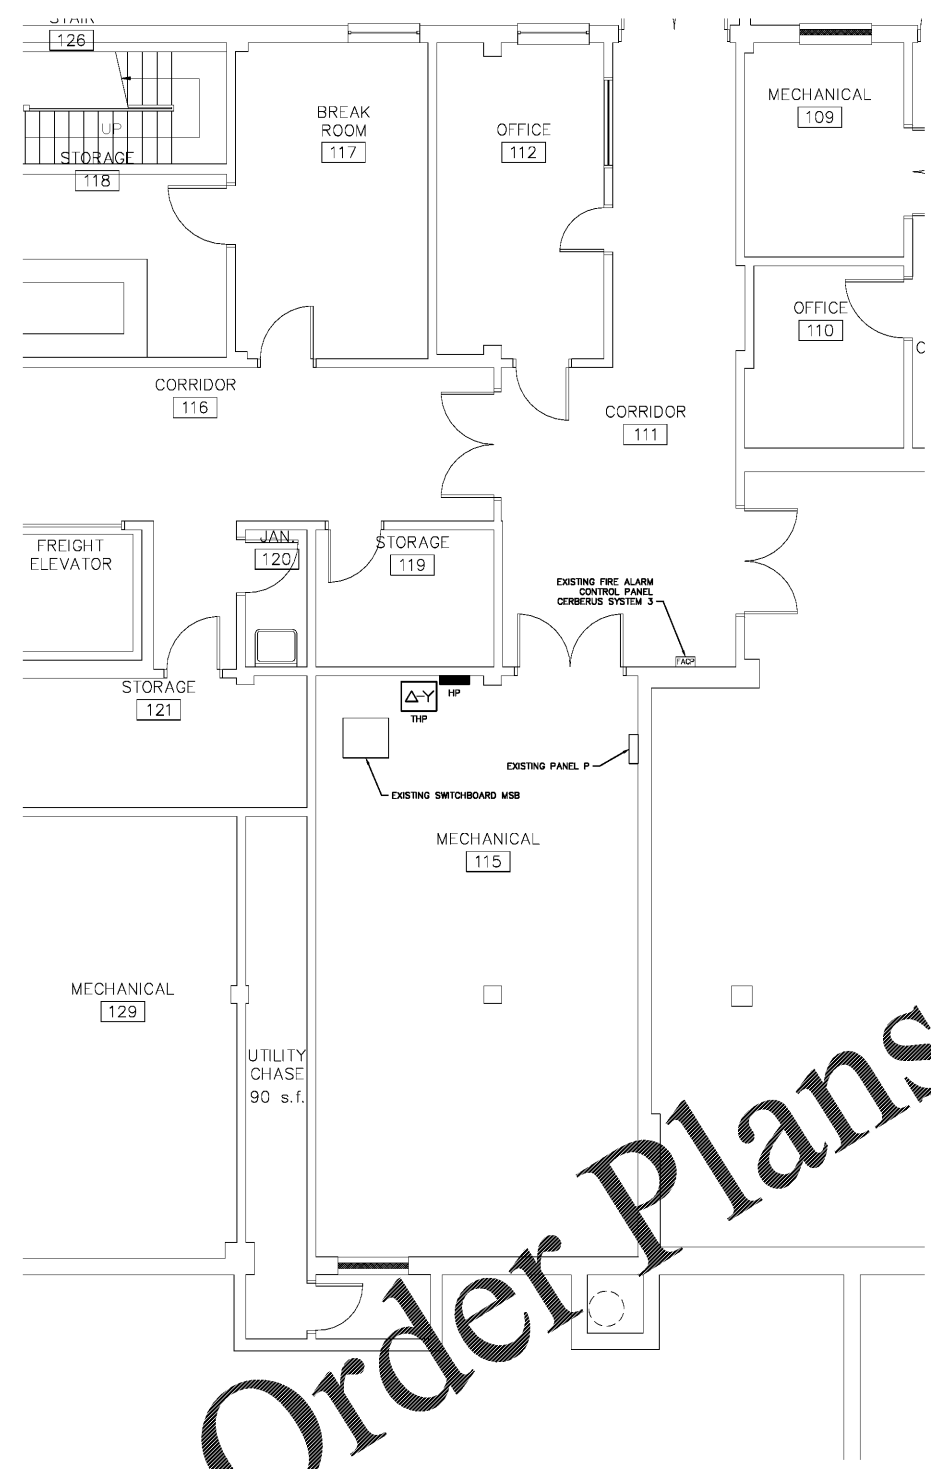 STAIR
126
UP
STORAGE
118
BREAK
ROOM
117
OFFICE
112
MECHANICAL
109
OFFICE
110
CORRIDOR
116
CORRIDOR
111
FREIGHT
ELEVATOR
JAN.
120
STORAGE
119
EXISTING FIRE ALARM
CONTROL PANEL
CERBERUS SYSTEM 3
FACP
STORAGE
121
Δ-Y
THP
HP
EXISTING PANEL P
EXISTING SWITCHBOARD MSB
MECHANICAL
115
MECHANICAL
129
UTILITY
CHASE
90 s.f.
Order Plans